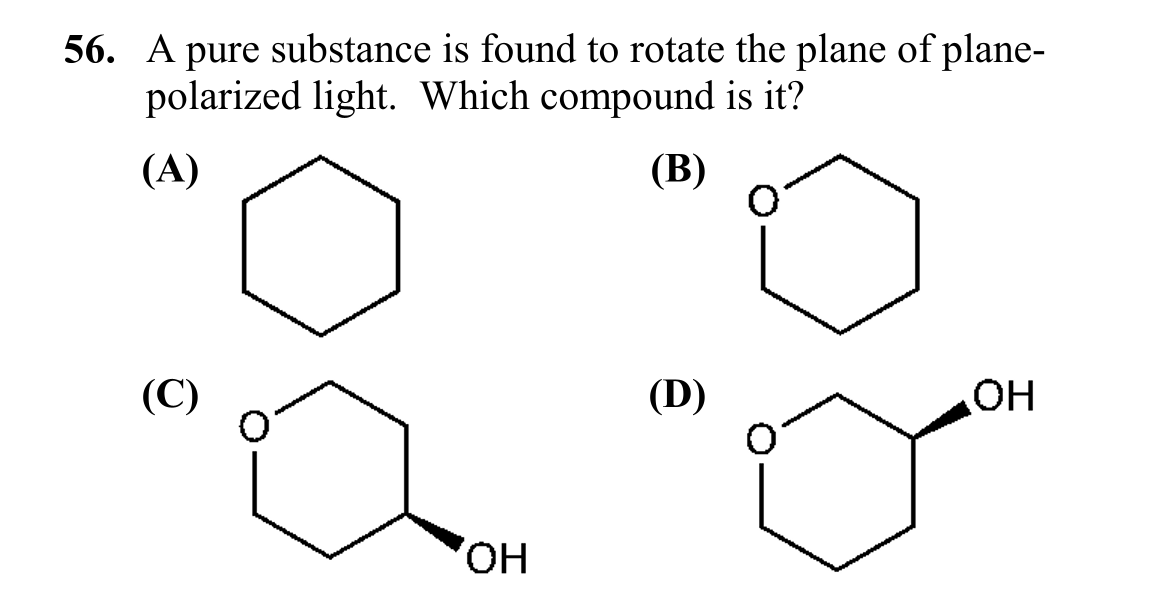 56. A pure substance is found to rotate the plane of plane-
polarized light. Which compound is it?
(A)
(B)
O
(C)
O
OH
(D)
O
OH